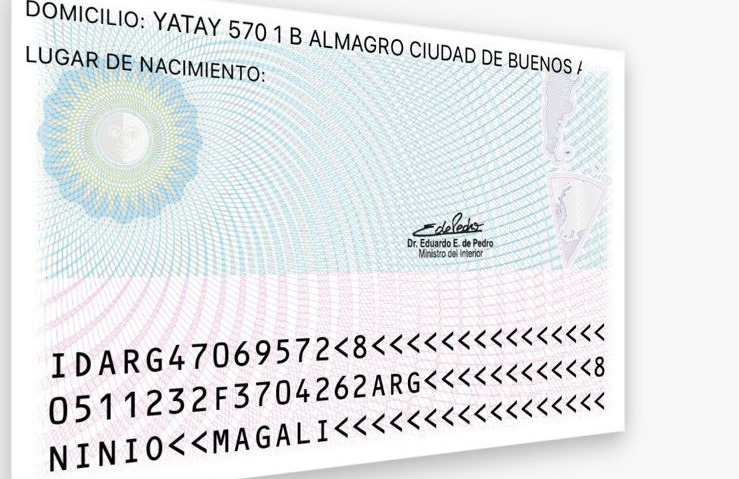 DOMICILIO: YATAY 570 1 B ALMAGRO CIUDAD DE BUENOS
LUGAR DE NACIMIENTO:
Dr. Eduardo E. de Pedro
Ministro del Interior
IDARG47069572<8<<<<<<<<<<<<<<<
0511232F3704262ARG<<<<<<<<<<<8
NINIO<<MAGALI<<<<<<<<<<<<<<<<<